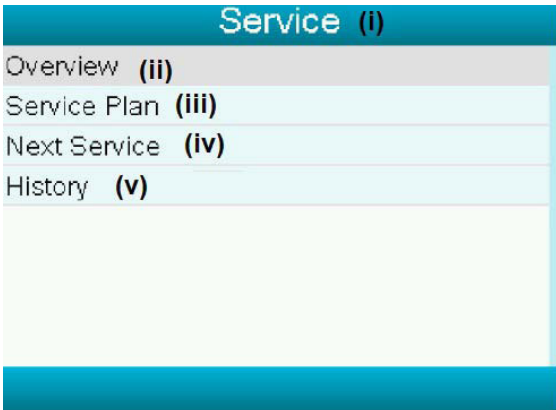 Service (i)
Overview (ii)
Service Plan (iii)
Next Service (iv)
History (v)